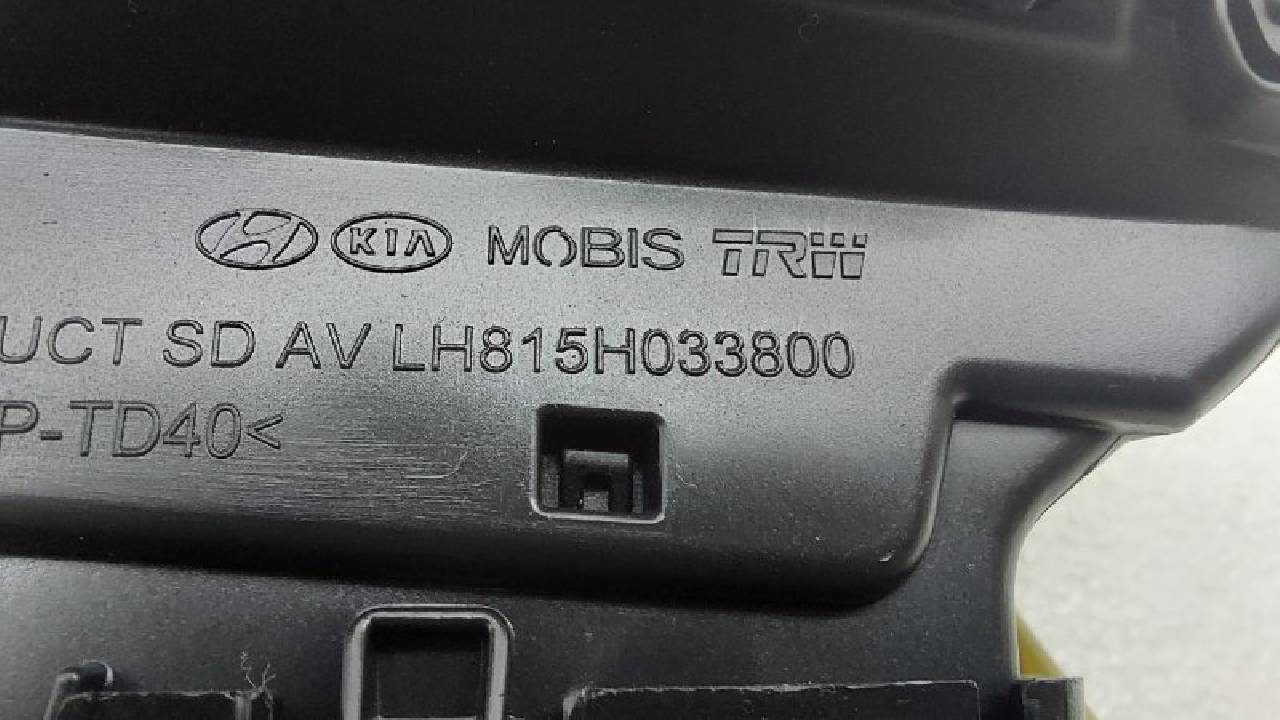 KIA MOBIS TRW
UCT SD AV LH815H033800
P-TD40<